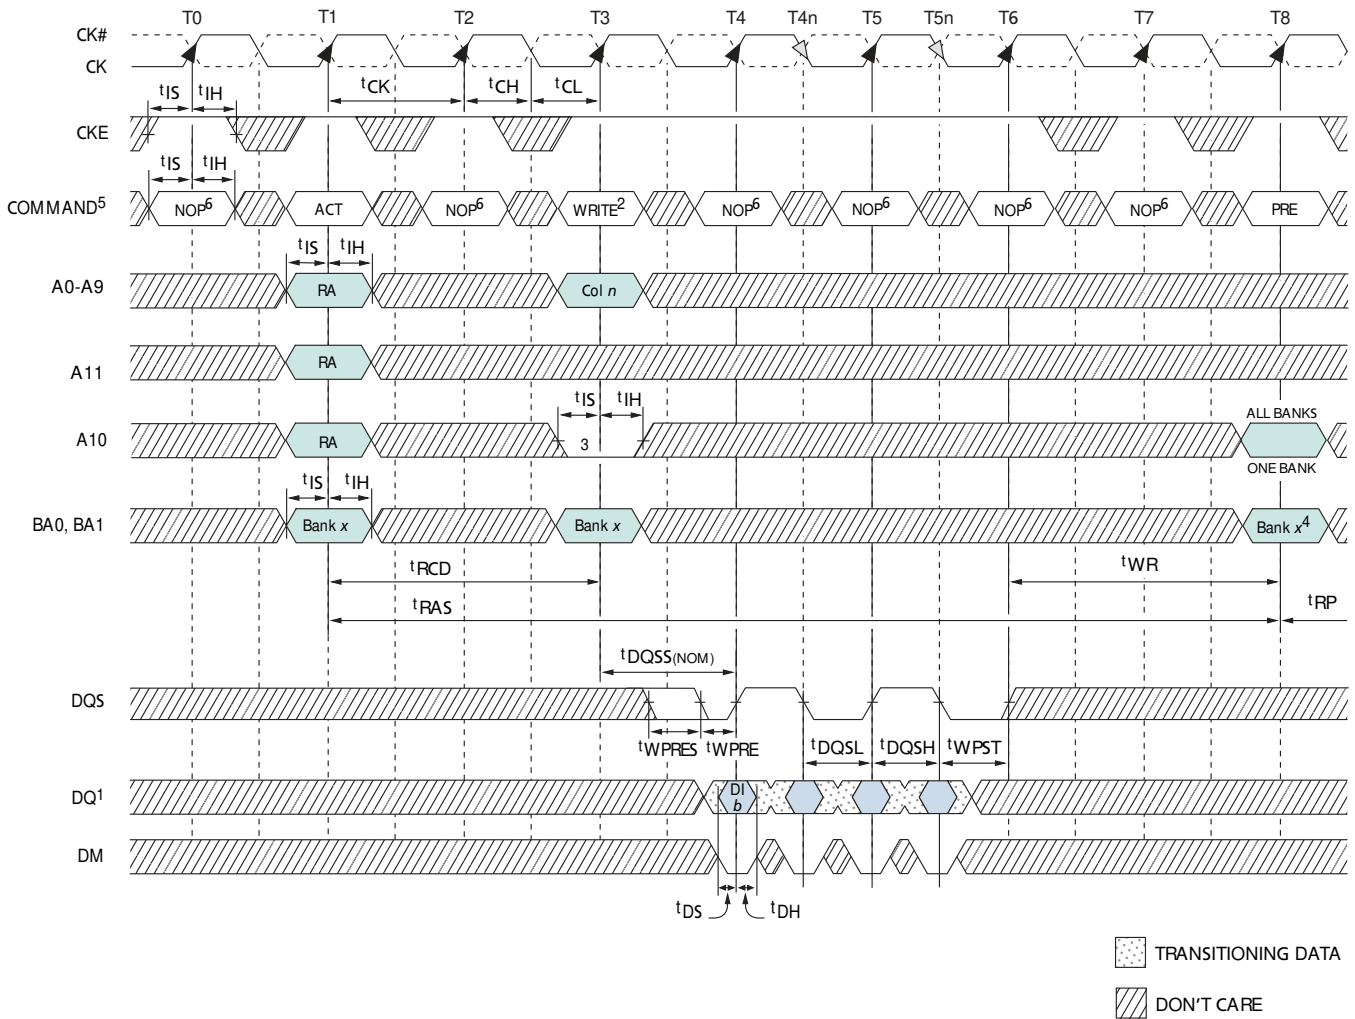 T0 T1 T2 T3 T4 T4n T5 T5n T6 T7 T8
CK#
CK
tIS tIH tCK tCH tCL
CKE
tIS tIH
COMMAND5 NOP6 ACT NOP6 WRITE2 NOP6 NOP6 NOP6 NOP6 PRE
tIS tIH
A0-A9 RA Col n
A11 RA
tIS tIH
ALL BANKS
A10 RA 3
ONE BANK
tIS tIH
BA0, BA1 Bank x Bank x Bank x4
tRCD tWR
tRAS tRP
tDQSS(NOM)
DQS
tWPRES tWPRE tDQSL tDQSH tWPST
DQ1 DI
b
DM
tDS tDH
TRANSITIONING DATA
DON'T CARE